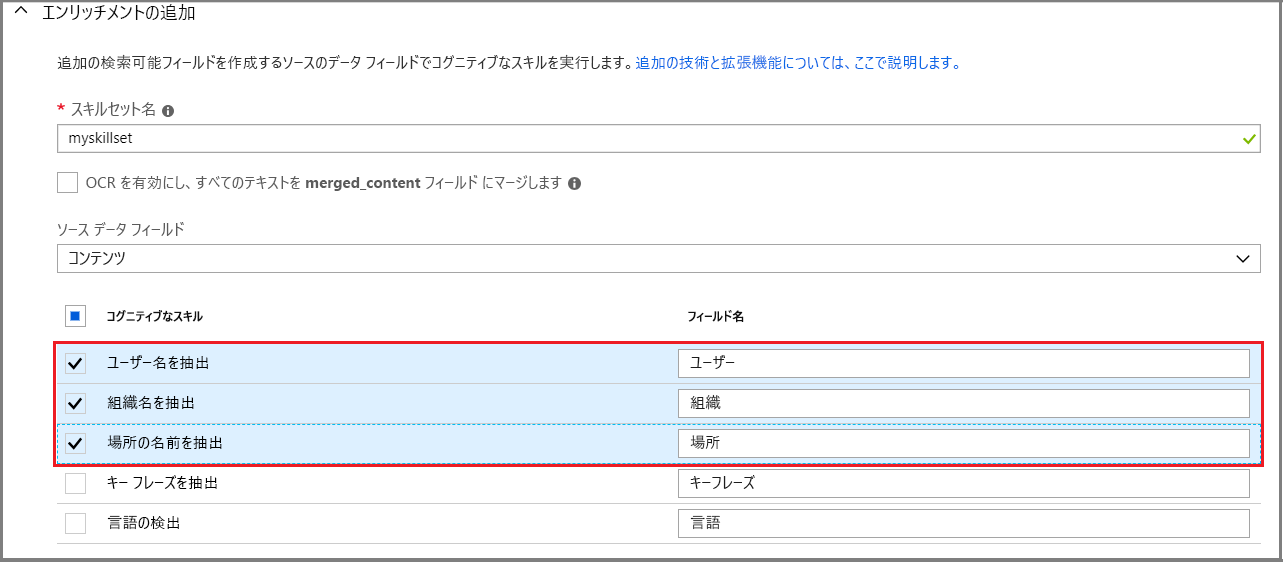 エンリッチメントの追加
追加の検索可能フィールドを作成するソースのデータ フィールドでコグニティブなスキルを実行します。追加の技術と拡張機能については、ここで説明します。
* スキルセット名
myskillset
OCR を有効にし、すべてのテキストを merged_content フィールド にマージします
ソース データ フィールド
コンテンツ
コグニティブなスキル フィールド名
ユーザー名を抽出 ユーザー
組織名を抽出 組織
場所の名前を抽出 場所
キー フレーズを抽出 キーフレーズ
言語の検出 言語